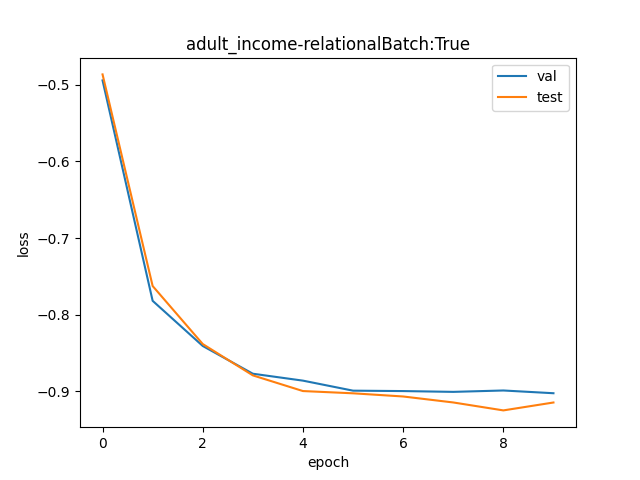 adult_income-relationalBatch:True
val
test
−0.5
−0.6
−0.7
−0.8
−0.9
loss
0 2 4 6 8
epoch